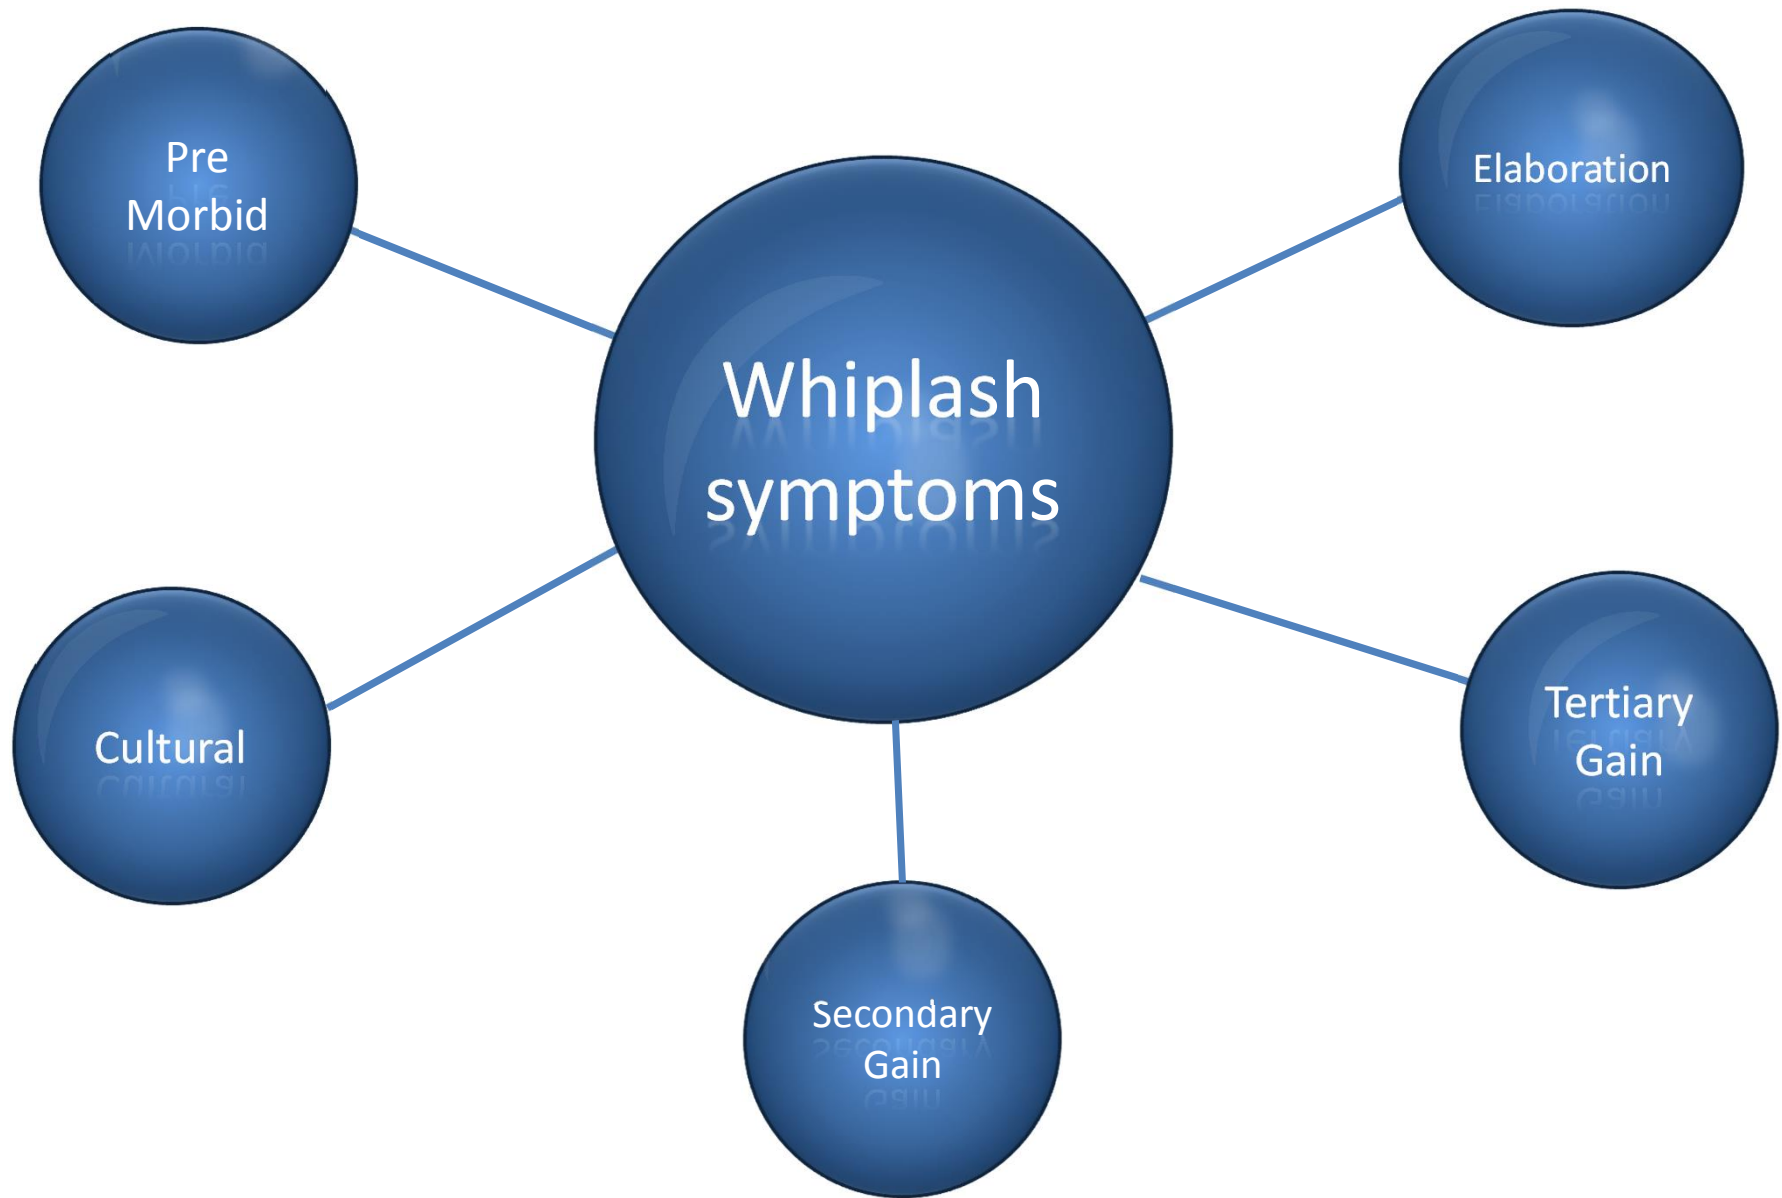 Pre
Morbid
Elaboration
Whiplash
symptoms
Cultural
Tertiary
Gain
Secondary
Gain